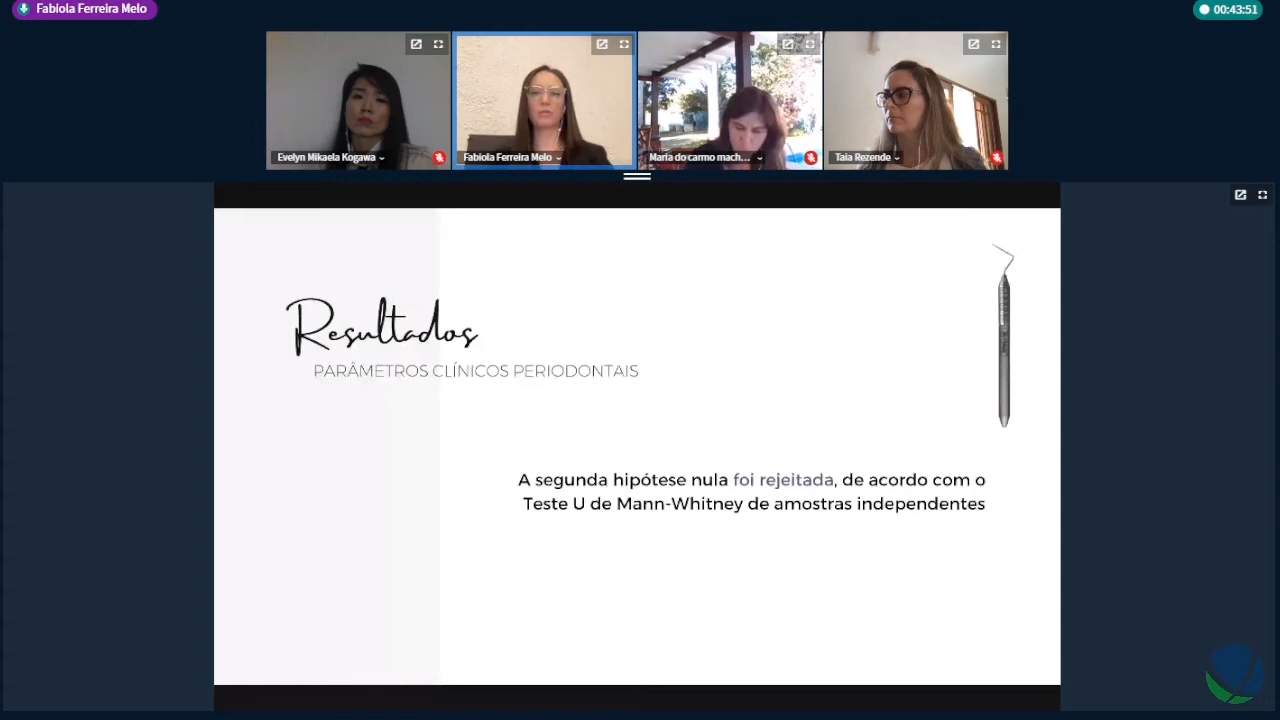 Fabiola Ferreira Melo
00:43:51
Evelyn Mikaela Kogawa
Fabiola Ferreira Melo
Maria do carmo mach...
Taia Rezende
Resultados
PARÂMETROS CLÍNICOS PERIODONTAIS
A segunda hipótese nula foi rejeitada, de acordo com o
Teste U de Mann-Whitney de amostras independentes